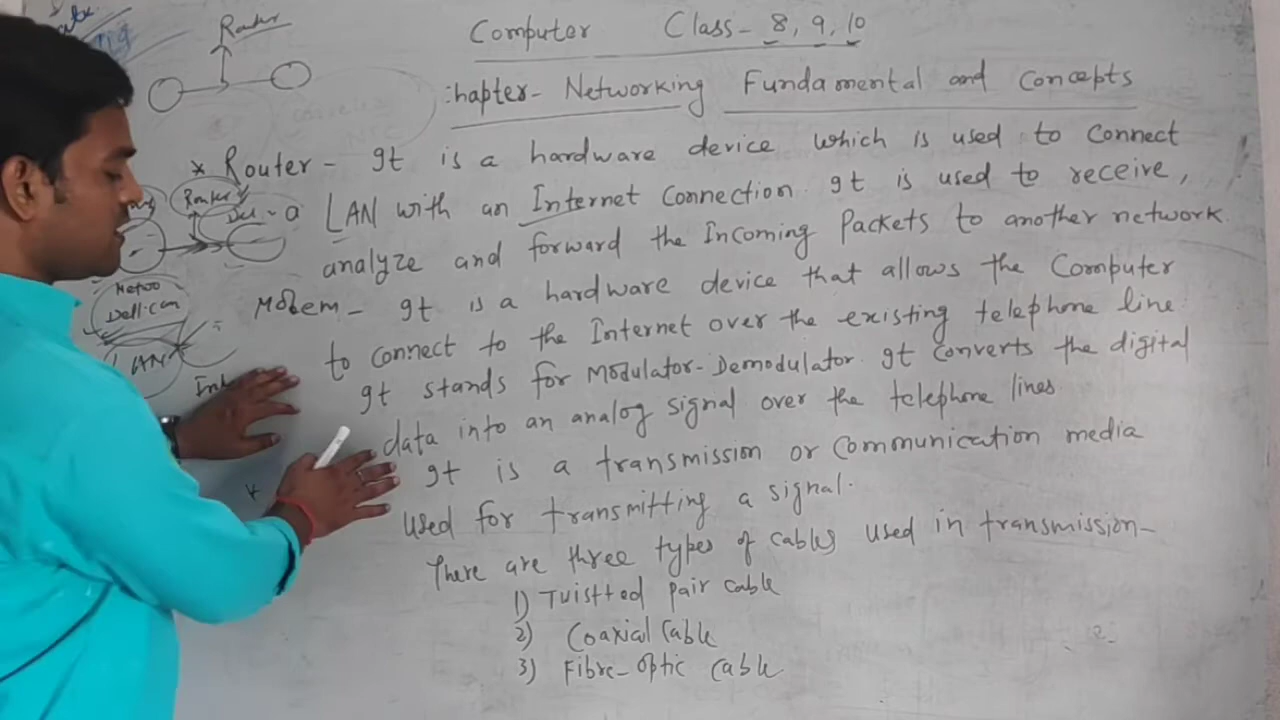 Router
Computer Class- 8, 9, 10
hapter- Networking Fundamental and Concepts
* Router - It is a hardware device which is used to connect
a LAN with an Internet Connection. It is used to receive,
analyze and forward the Incoming Packets to another network.
Modem - It is a hardware device that allows the Computer
to connect to the Internet over the existing telephone line
It stands for Modulator-Demodulator. It converts the digital
data into an analog signal over the telephone lines.
It is a transmission or communication media
used for transmitting a signal.
There are three types of cables used in transmission-
1) Twistted pair cable
2) Coaxial Cable
3) Fibre-optic cable
Router
LAN